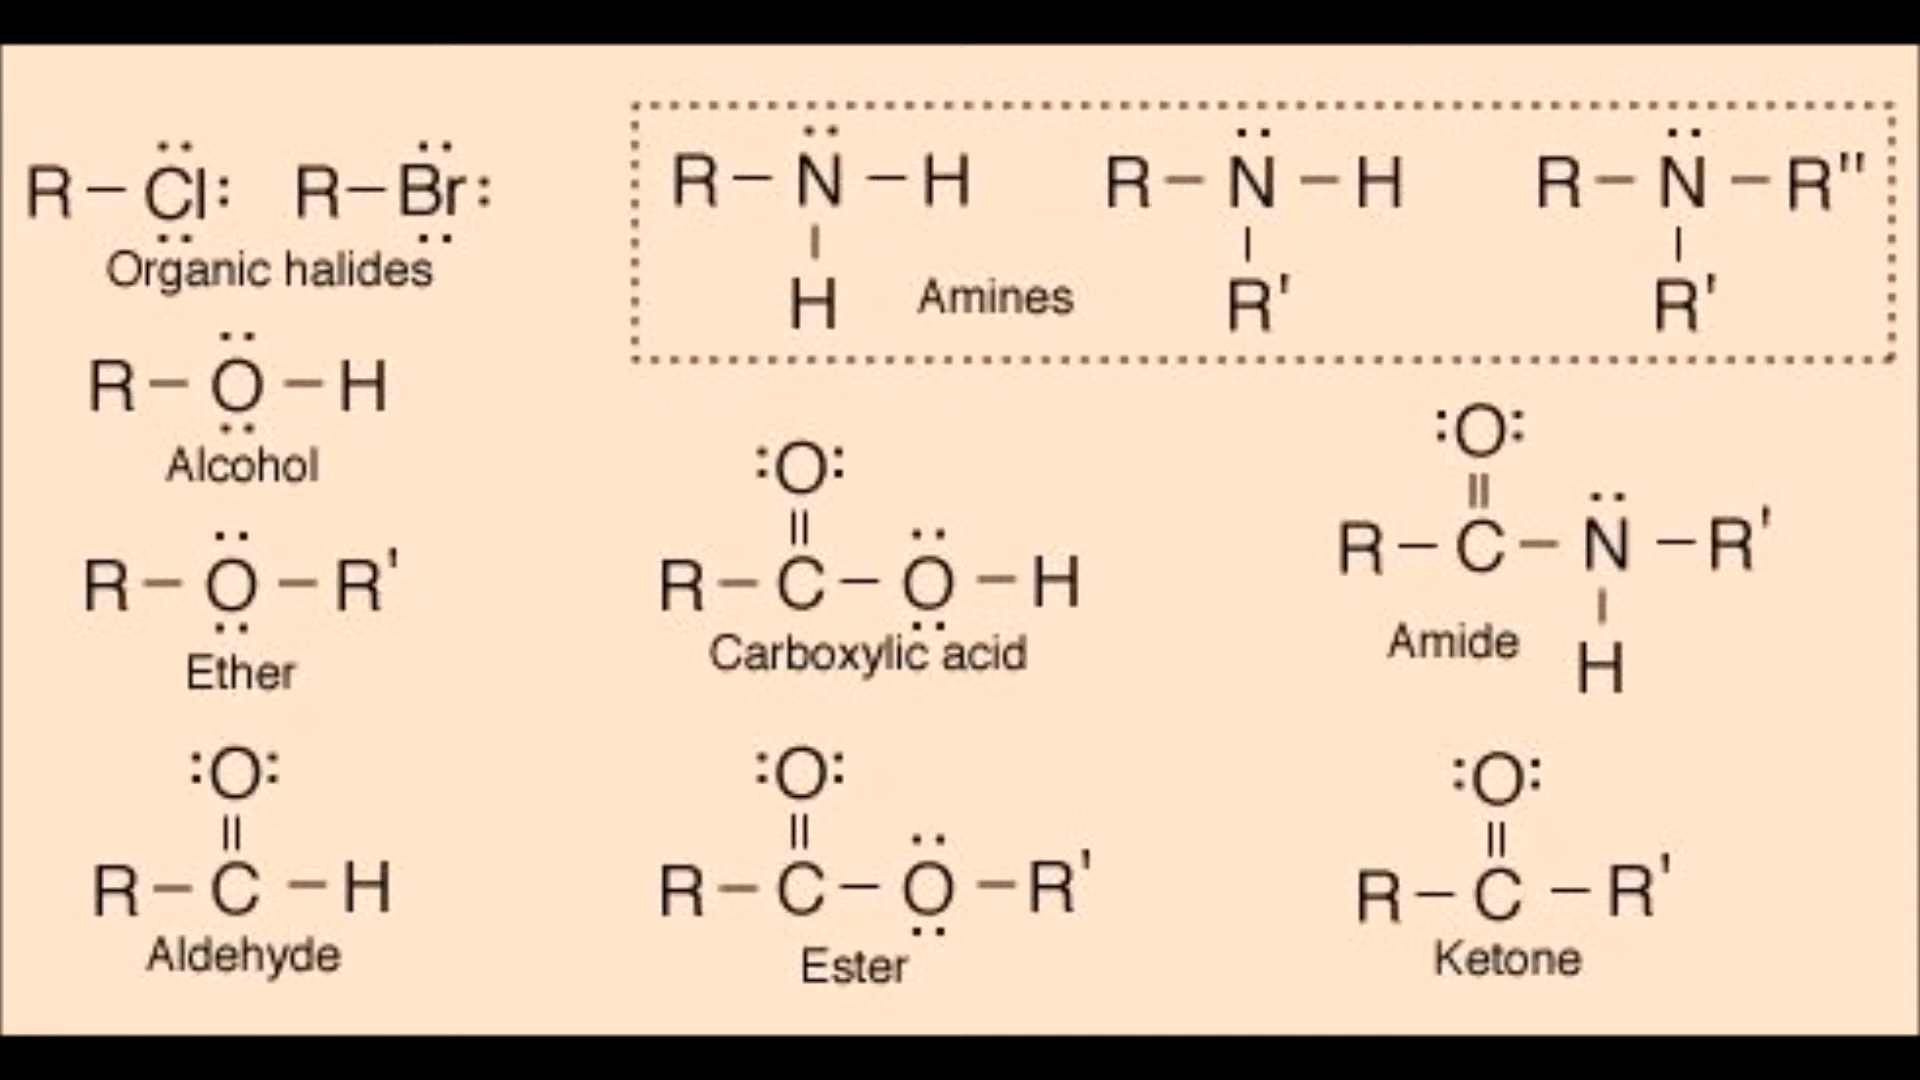 R–Cl: R–Br:
Organic halides
R–N–H
H
R–N–H
R'
R–N–R"
R'
Amines
R–O–H
Alcohol
R–O–R'
Ether
:O:
||
R–C–O–H
Carboxylic acid
:O:
||
R–C–N–R'
H
Amide
:O:
||
R–C–H
Aldehyde
:O:
||
R–C–O–R'
Ester
:O:
||
R–C–R'
Ketone